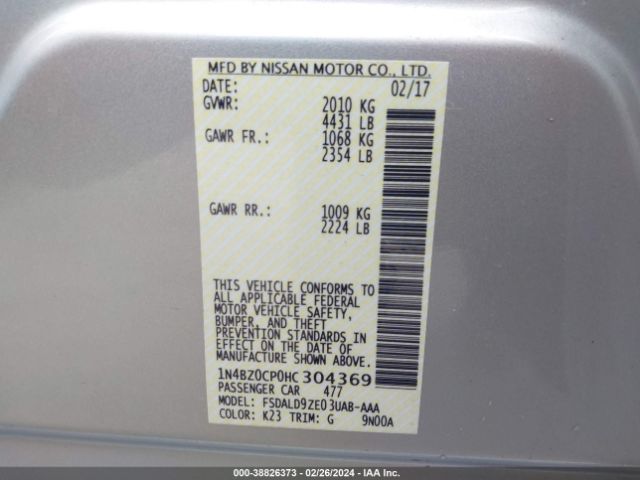 MFD BY NISSAN MOTOR CO., LTD.
DATE: 02/17
GVWR: 2010 KG
4431 LB
GAWR FR.: 1068 KG
2354 LB
GAWR RR.: 1009 KG
2224 LB
THIS VEHICLE CONFORMS TO
ALL APPLICABLE FEDERAL
MOTOR VEHICLE SAFETY,
BUMPER, AND THEFT
PREVENTION STANDARDS IN
EFFECT ON THE DATE OF
MANUFACTURE SHOWN ABOVE.
1N4BZ0CP0HC304369
PASSENGER CAR 477
MODEL: FSDALD9ZE03UAB-AAA
COLOR: K23 TRIM: G 9N00A
000-38826373 - 02/26/2024 - IAA Inc.